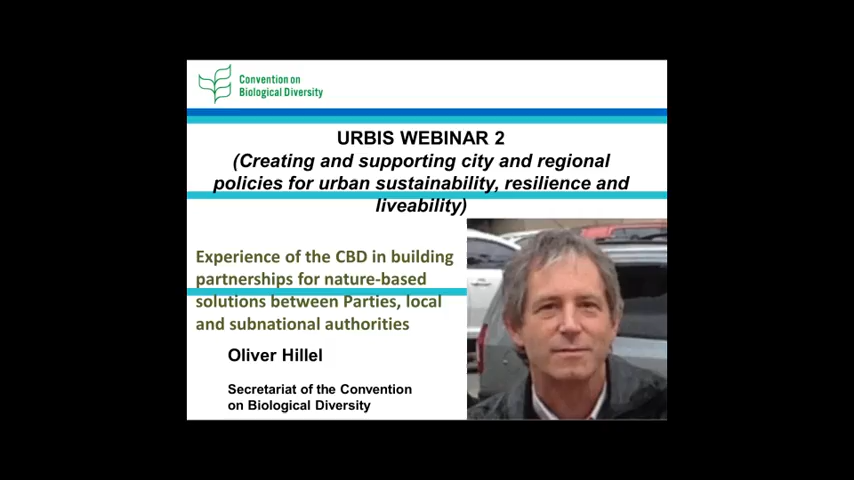 Convention on
Biological Diversity
URBIS WEBINAR 2
(Creating and supporting city and regional
policies for urban sustainability, resilience and
liveability)
Experience of the CBD in building
partnerships for nature-based
solutions between Parties, local
and subnational authorities
Oliver Hillel
Secretariat of the Convention
on Biological Diversity